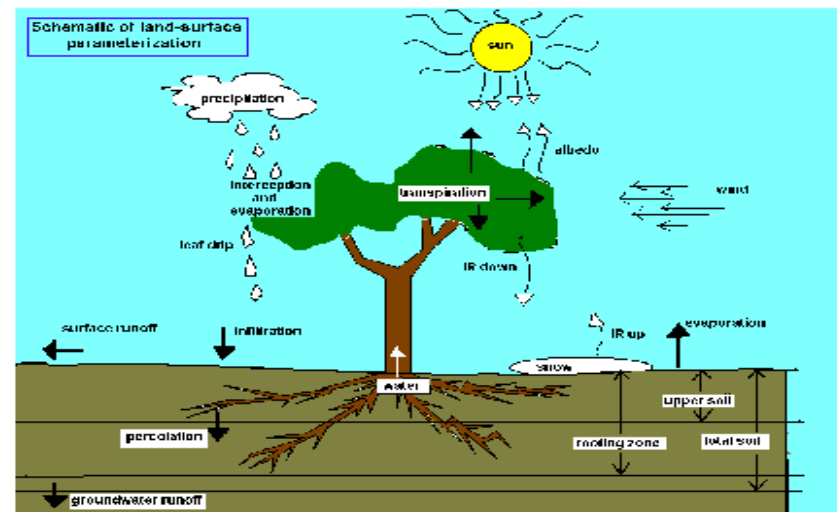 Schematic of land-surface
parameterization
sun
precipitation
albedo
interception
and
evaporation
transpiration
wind
leaf drip
IR down
surface runoff
infiltration
IR up
evaporation
snow
water
upper soil
percolation
rooting zone
total soil
groundwater runoff